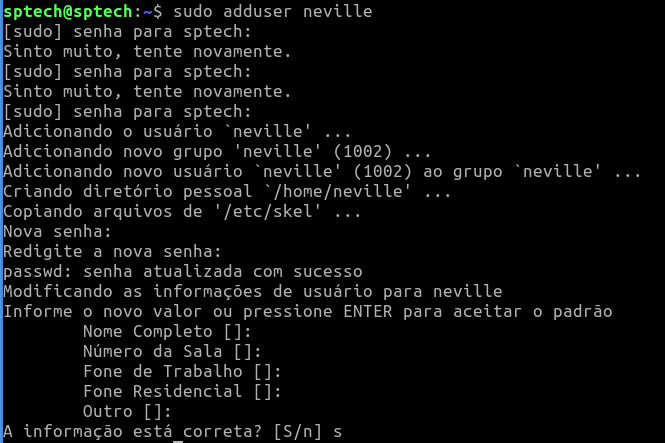 sptech@sptech:~$ sudo adduser neville
[sudo] senha para sptech:
Sinto muito, tente novamente.
[sudo] senha para sptech:
Sinto muito, tente novamente.
[sudo] senha para sptech:
Adicionando o usuário `neville' ...
Adicionando novo grupo 'neville' (1002) ...
Adicionando novo usuário `neville' (1002) ao grupo `neville' ...
Criando diretório pessoal `/home/neville' ...
Copiando arquivos de '/etc/skel' ...
Nova senha:
Redigite a nova senha:
passwd: senha atualizada com sucesso
Modificando as informações de usuário para neville
Informe o novo valor ou pressione ENTER para aceitar o padrão
        Nome Completo []:
        Número da Sala []:
        Fone de Trabalho []:
        Fone Residencial []:
        Outro []:
A informação está correta? [S/n] s